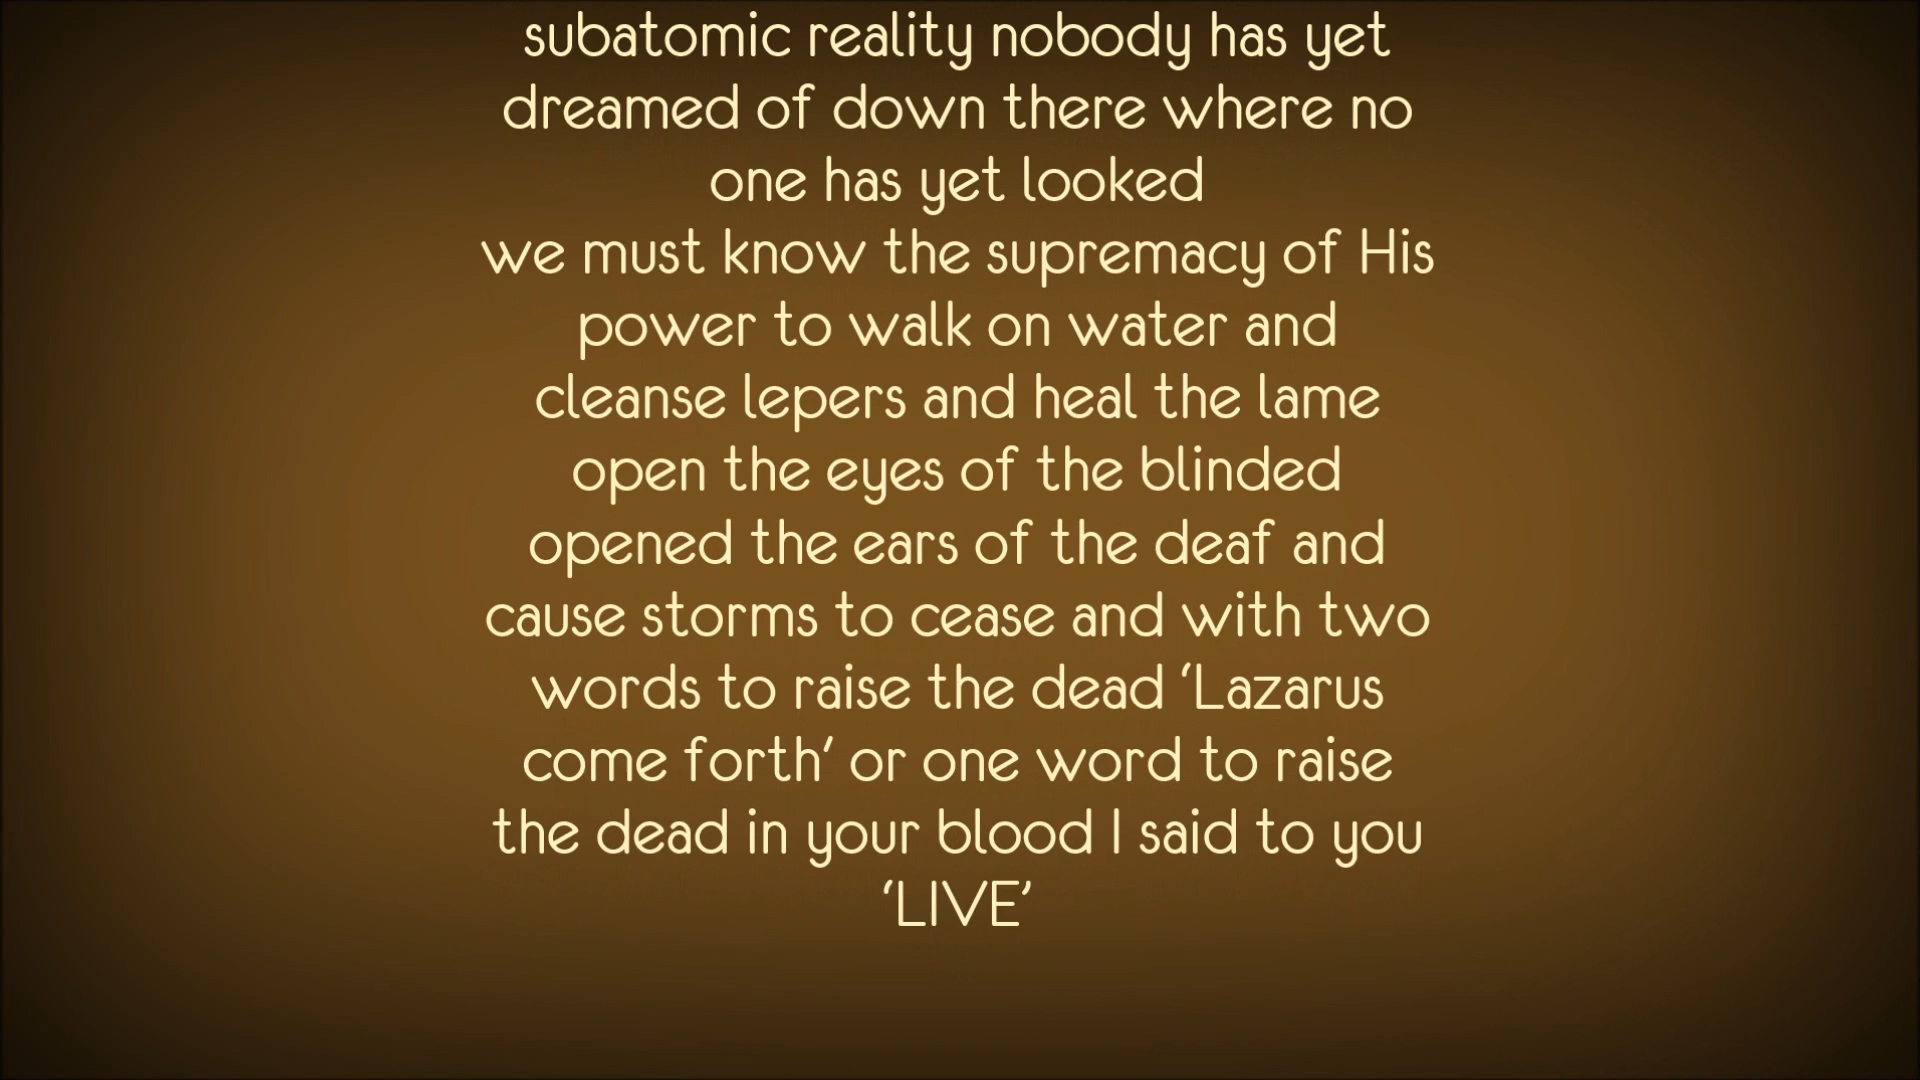 subatomic reality nobody has yet
dreamed of down there where no
one has yet looked
we must know the supremacy of His
power to walk on water and
cleanse lepers and heal the lame
open the eyes of the blinded
opened the ears of the deaf and
cause storms to cease and with two
words to raise the dead ‘Lazarus
come forth’ or one word to raise
the dead in your blood I said to you
‘LIVE’